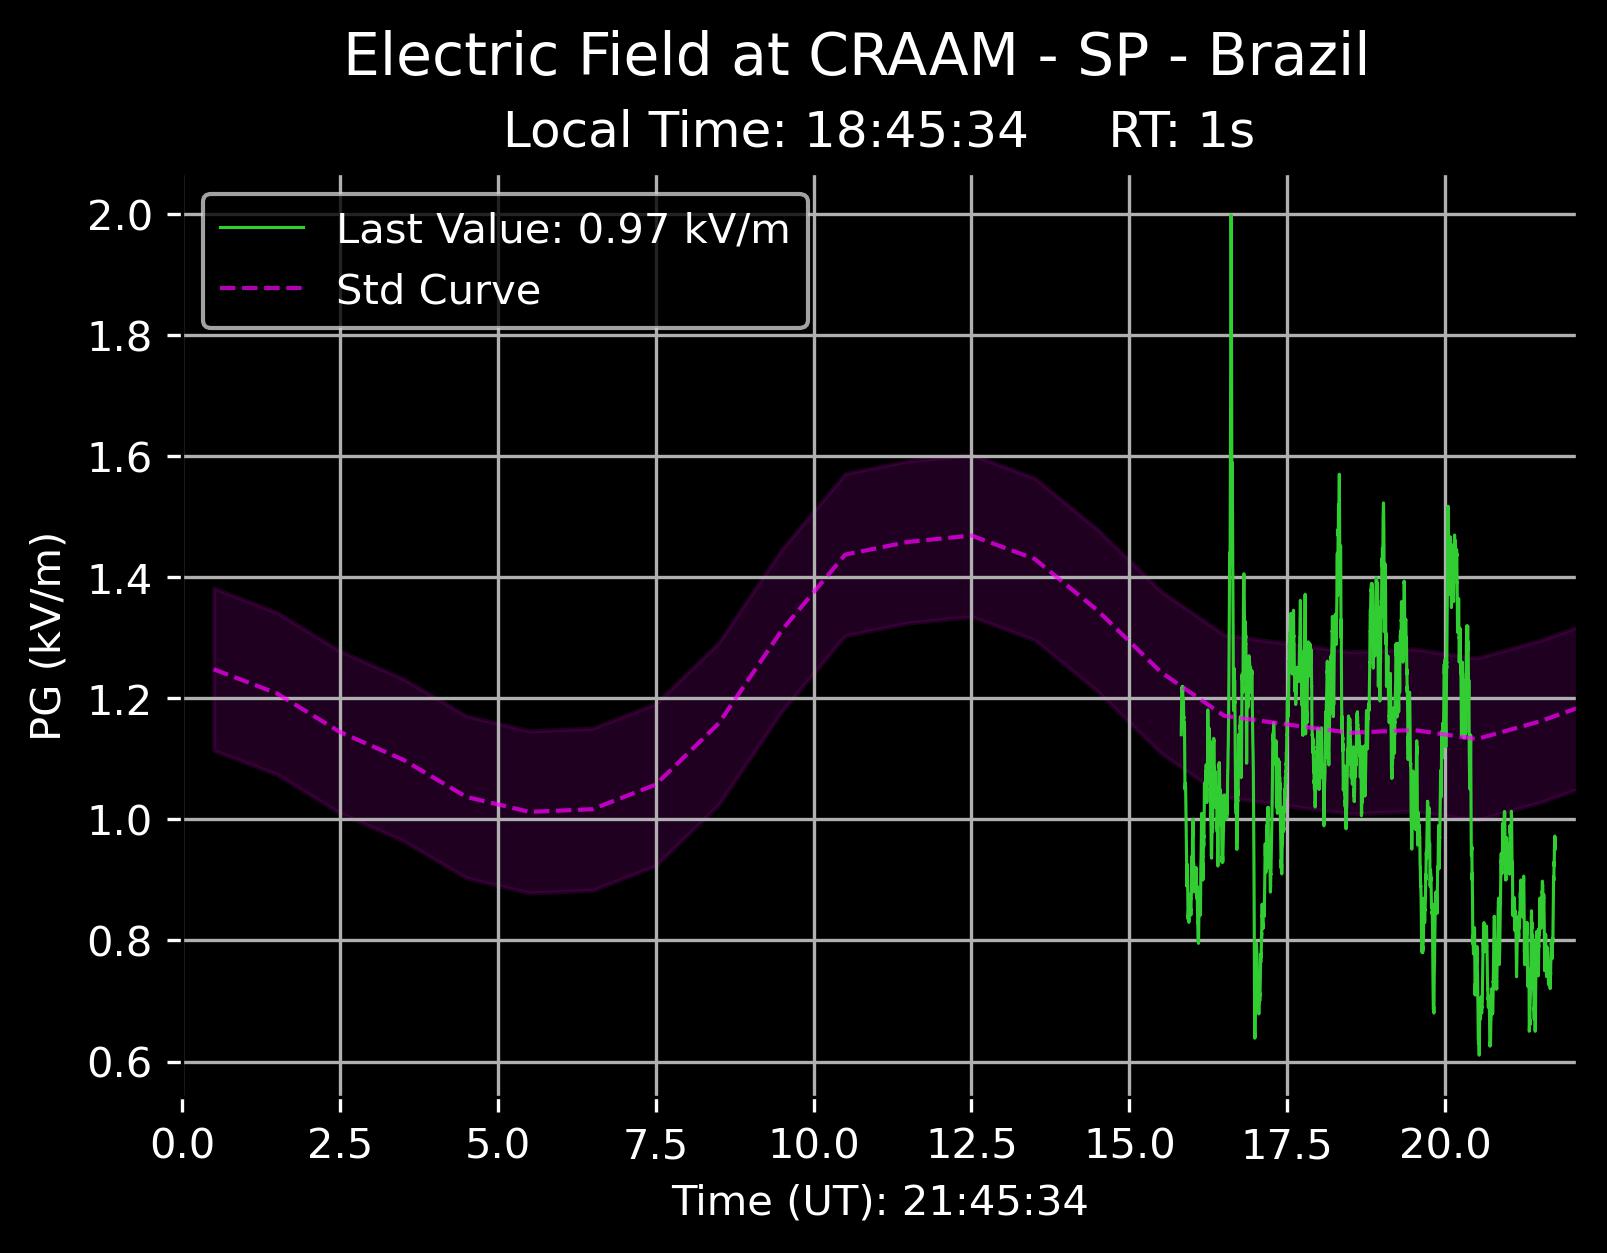 Electric Field at CRAAM - SP - Brazil
Local Time: 18:45:34 RT: 1s
Last Value: 0.97 kV/m
Std Curve
PG (kV/m)
2.0
1.8
1.6
1.4
1.2
1.0
0.8
0.6
0.0 2.5 5.0 7.5 10.0 12.5 15.0 17.5 20.0
Time (UT): 21:45:34